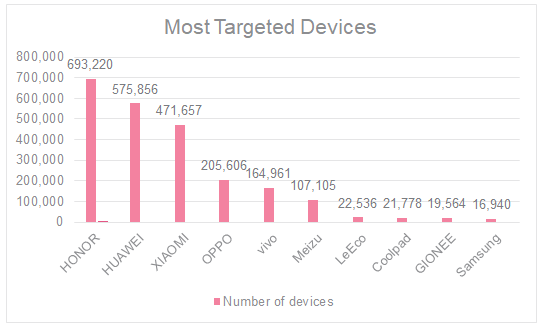 Most Targeted Devices
800,000
700,000
600,000
500,000
400,000
300,000
200,000
100,000
0
693,220
575,856
471,657
205,606
164,961
107,105
22,536
21,778
19,564
16,940
HONOR
HUAWEI
XIAOMI
OPPO
vivo
Meizu
LeEco
Coolpad
GIONEE
Samsung
Number of devices